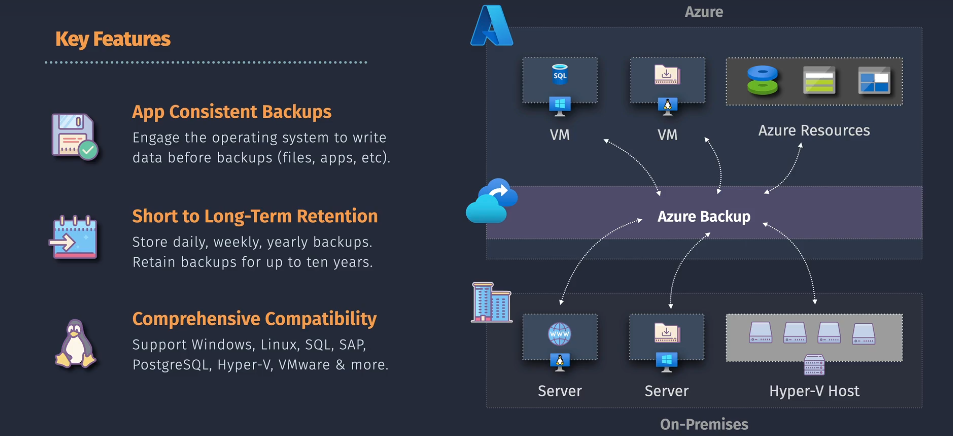 Key Features
App Consistent Backups
Engage the operating system to write
data before backups (files, apps, etc).
Short to Long-Term Retention
Store daily, weekly, yearly backups.
Retain backups for up to ten years.
Comprehensive Compatibility
Support Windows, Linux, SQL, SAP,
PostgreSQL, Hyper-V, VMware & more.
Azure
SQL
VM
VM
Azure Resources
Azure Backup
WWW
Server
Server
Hyper-V Host
On-Premises